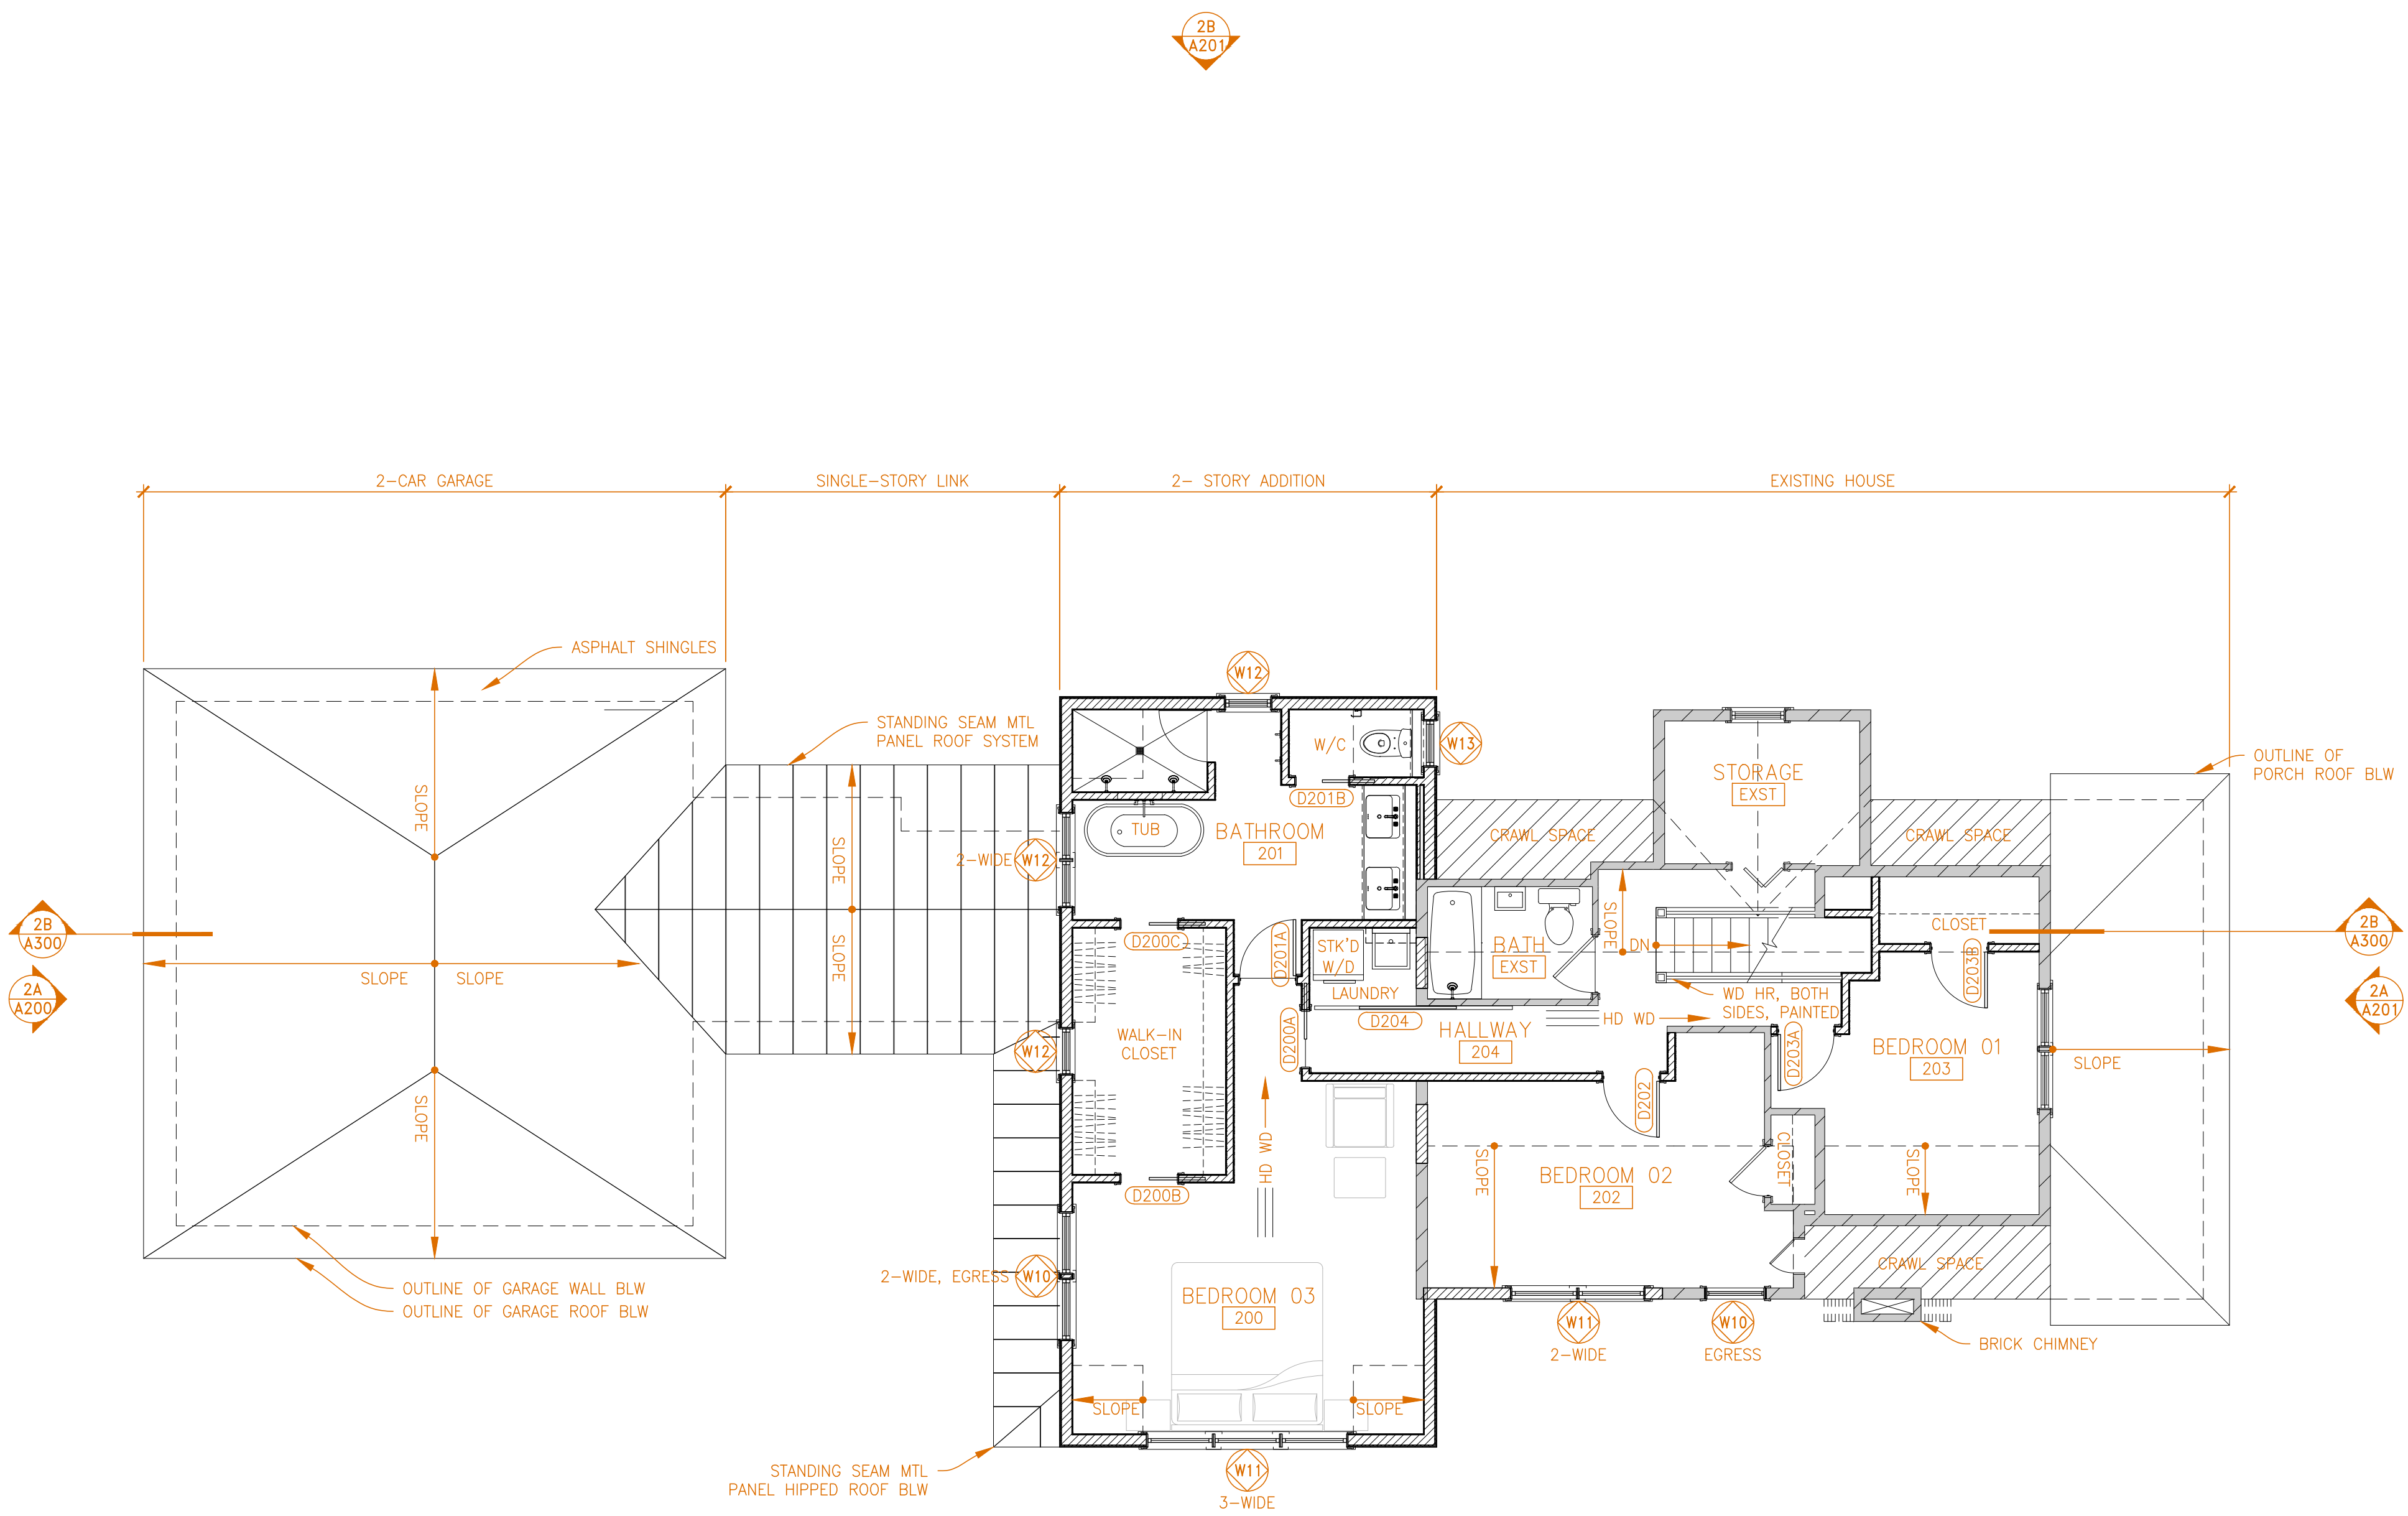 2B
A201
2-CAR GARAGE
SINGLE-STORY LINK
2- STORY ADDITION
EXISTING HOUSE
ASPHALT SHINGLES
STANDING SEAM MTL
PANEL ROOF SYSTEM
W12
W13
W/C
D201B
STORAGE
EXST
OUTLINE OF
PORCH ROOF BLW
SLOPE
SLOPE
TUB
BATHROOM
201
2-WIDE
W12
CRAWL SPACE
CRAWL SPACE
2B
A300
2A
A200
SLOPE
SLOPE
SLOPE
SLOPE
D200C
D201A
STK'D
W/D
LAUNDRY
BATH
EXST
SLOPE
DN
CLOSET
D203B
2B
A300
2A
A201
WD HR, BOTH
SIDES, PAINTED
HD WD
D204
HALLWAY
204
D200A
W12
WALK-IN
CLOSET
D203A
BEDROOM 01
203
SLOPE
D202
HD WD
D200B
SLOPE
BEDROOM 02
202
CLOSET
SLOPE
OUTLINE OF GARAGE WALL BLW
OUTLINE OF GARAGE ROOF BLW
2-WIDE, EGRESS
W10
BEDROOM 03
200
CRAWL SPACE
W11
2-WIDE
W10
EGRESS
BRICK CHIMNEY
SLOPE
SLOPE
STANDING SEAM MTL
PANEL HIPPED ROOF BLW
W11
3-WIDE